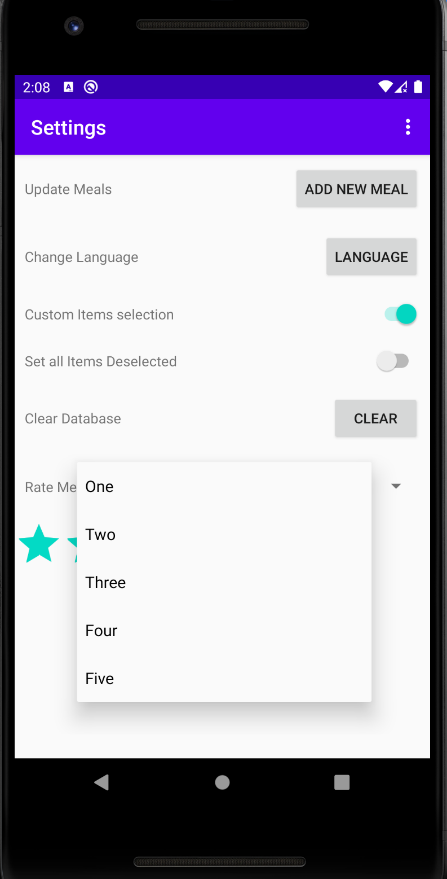 2:08
Settings
Update Meals
ADD NEW MEAL
Change Language
LANGUAGE
Custom Items selection
Set all Items Deselected
Clear Database
CLEAR
Rate Me
One
Two
Three
Four
Five